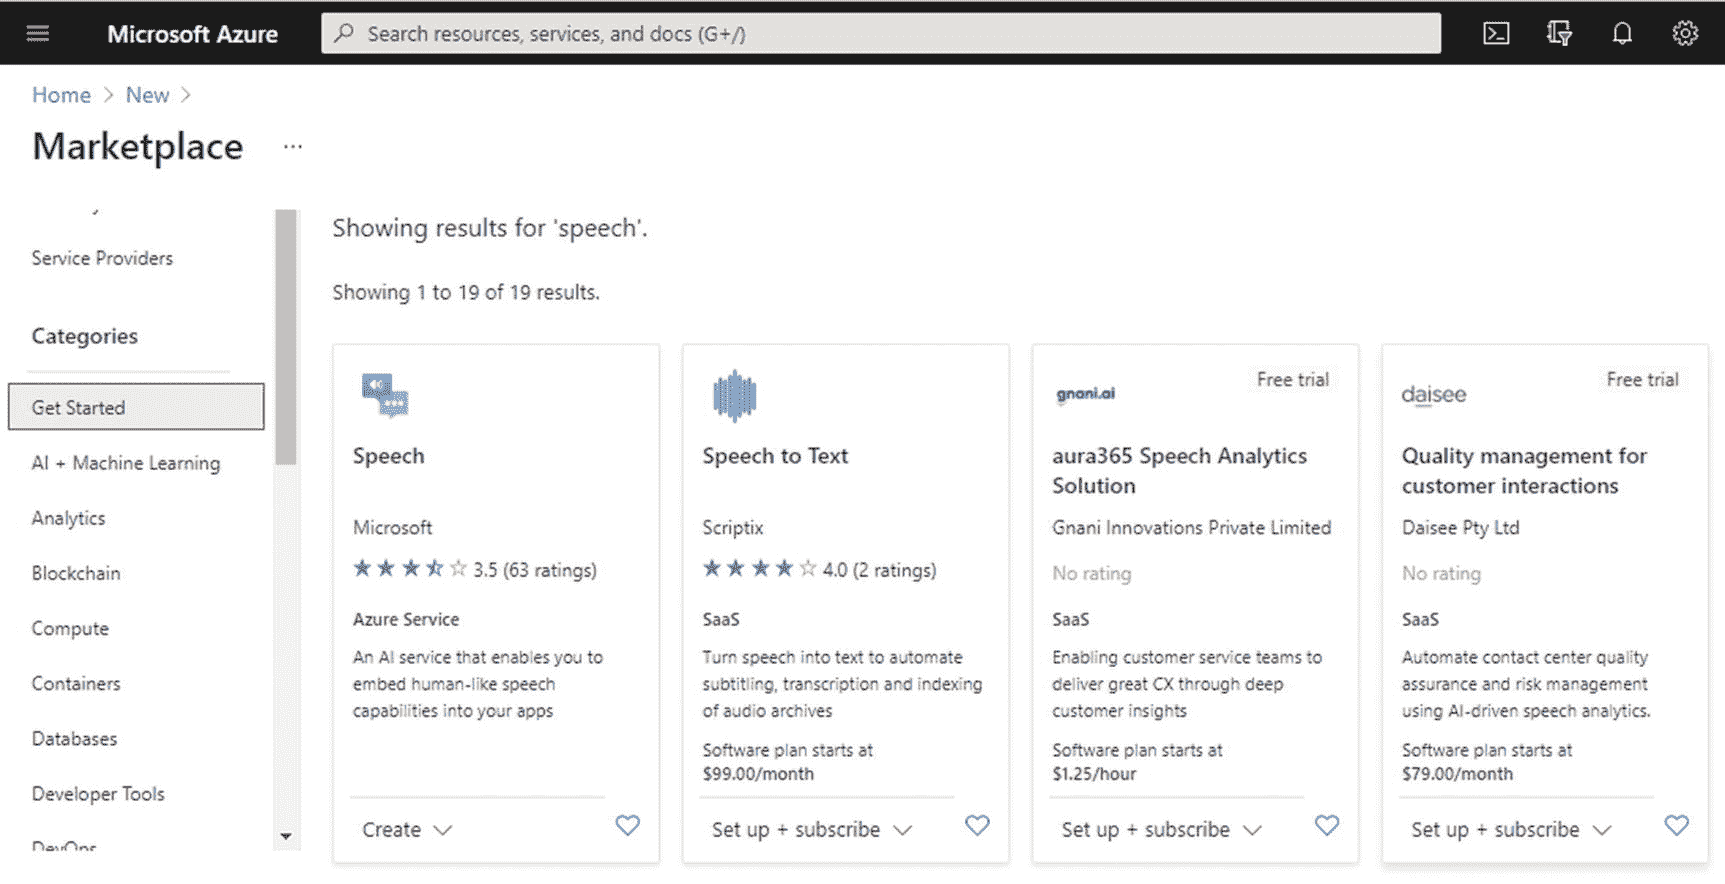 Microsoft Azure
Search resources, services, and docs (G+/)
Home > New >
Marketplace ...
Service Providers
Categories
Get Started
AI + Machine Learning
Analytics
Blockchain
Compute
Containers
Databases
Developer Tools
DevOps
Showing results for 'speech'.
Showing 1 to 19 of 19 results.
Speech
Microsoft
3.5 (63 ratings)
Azure Service
An AI service that enables you to
embed human-like speech
capabilities into your apps
Create
Speech to Text
Scriptix
4.0 (2 ratings)
SaaS
Turn speech into text to automate
subtitling, transcription and indexing
of audio archives
Software plan starts at
$99.00/month
Set up + subscribe
gnani.ai
Free trial
aura365 Speech Analytics
Solution
Gnani Innovations Private Limited
No rating
SaaS
Enabling customer service teams to
deliver great CX through deep
customer insights
Software plan starts at
$1.25/hour
Set up + subscribe
daisee
Free trial
Quality management for
customer interactions
Daisee Pty Ltd
No rating
SaaS
Automate contact center quality
assurance and risk management
using AI-driven speech analytics.
Software plan starts at
$79.00/month
Set up + subscribe